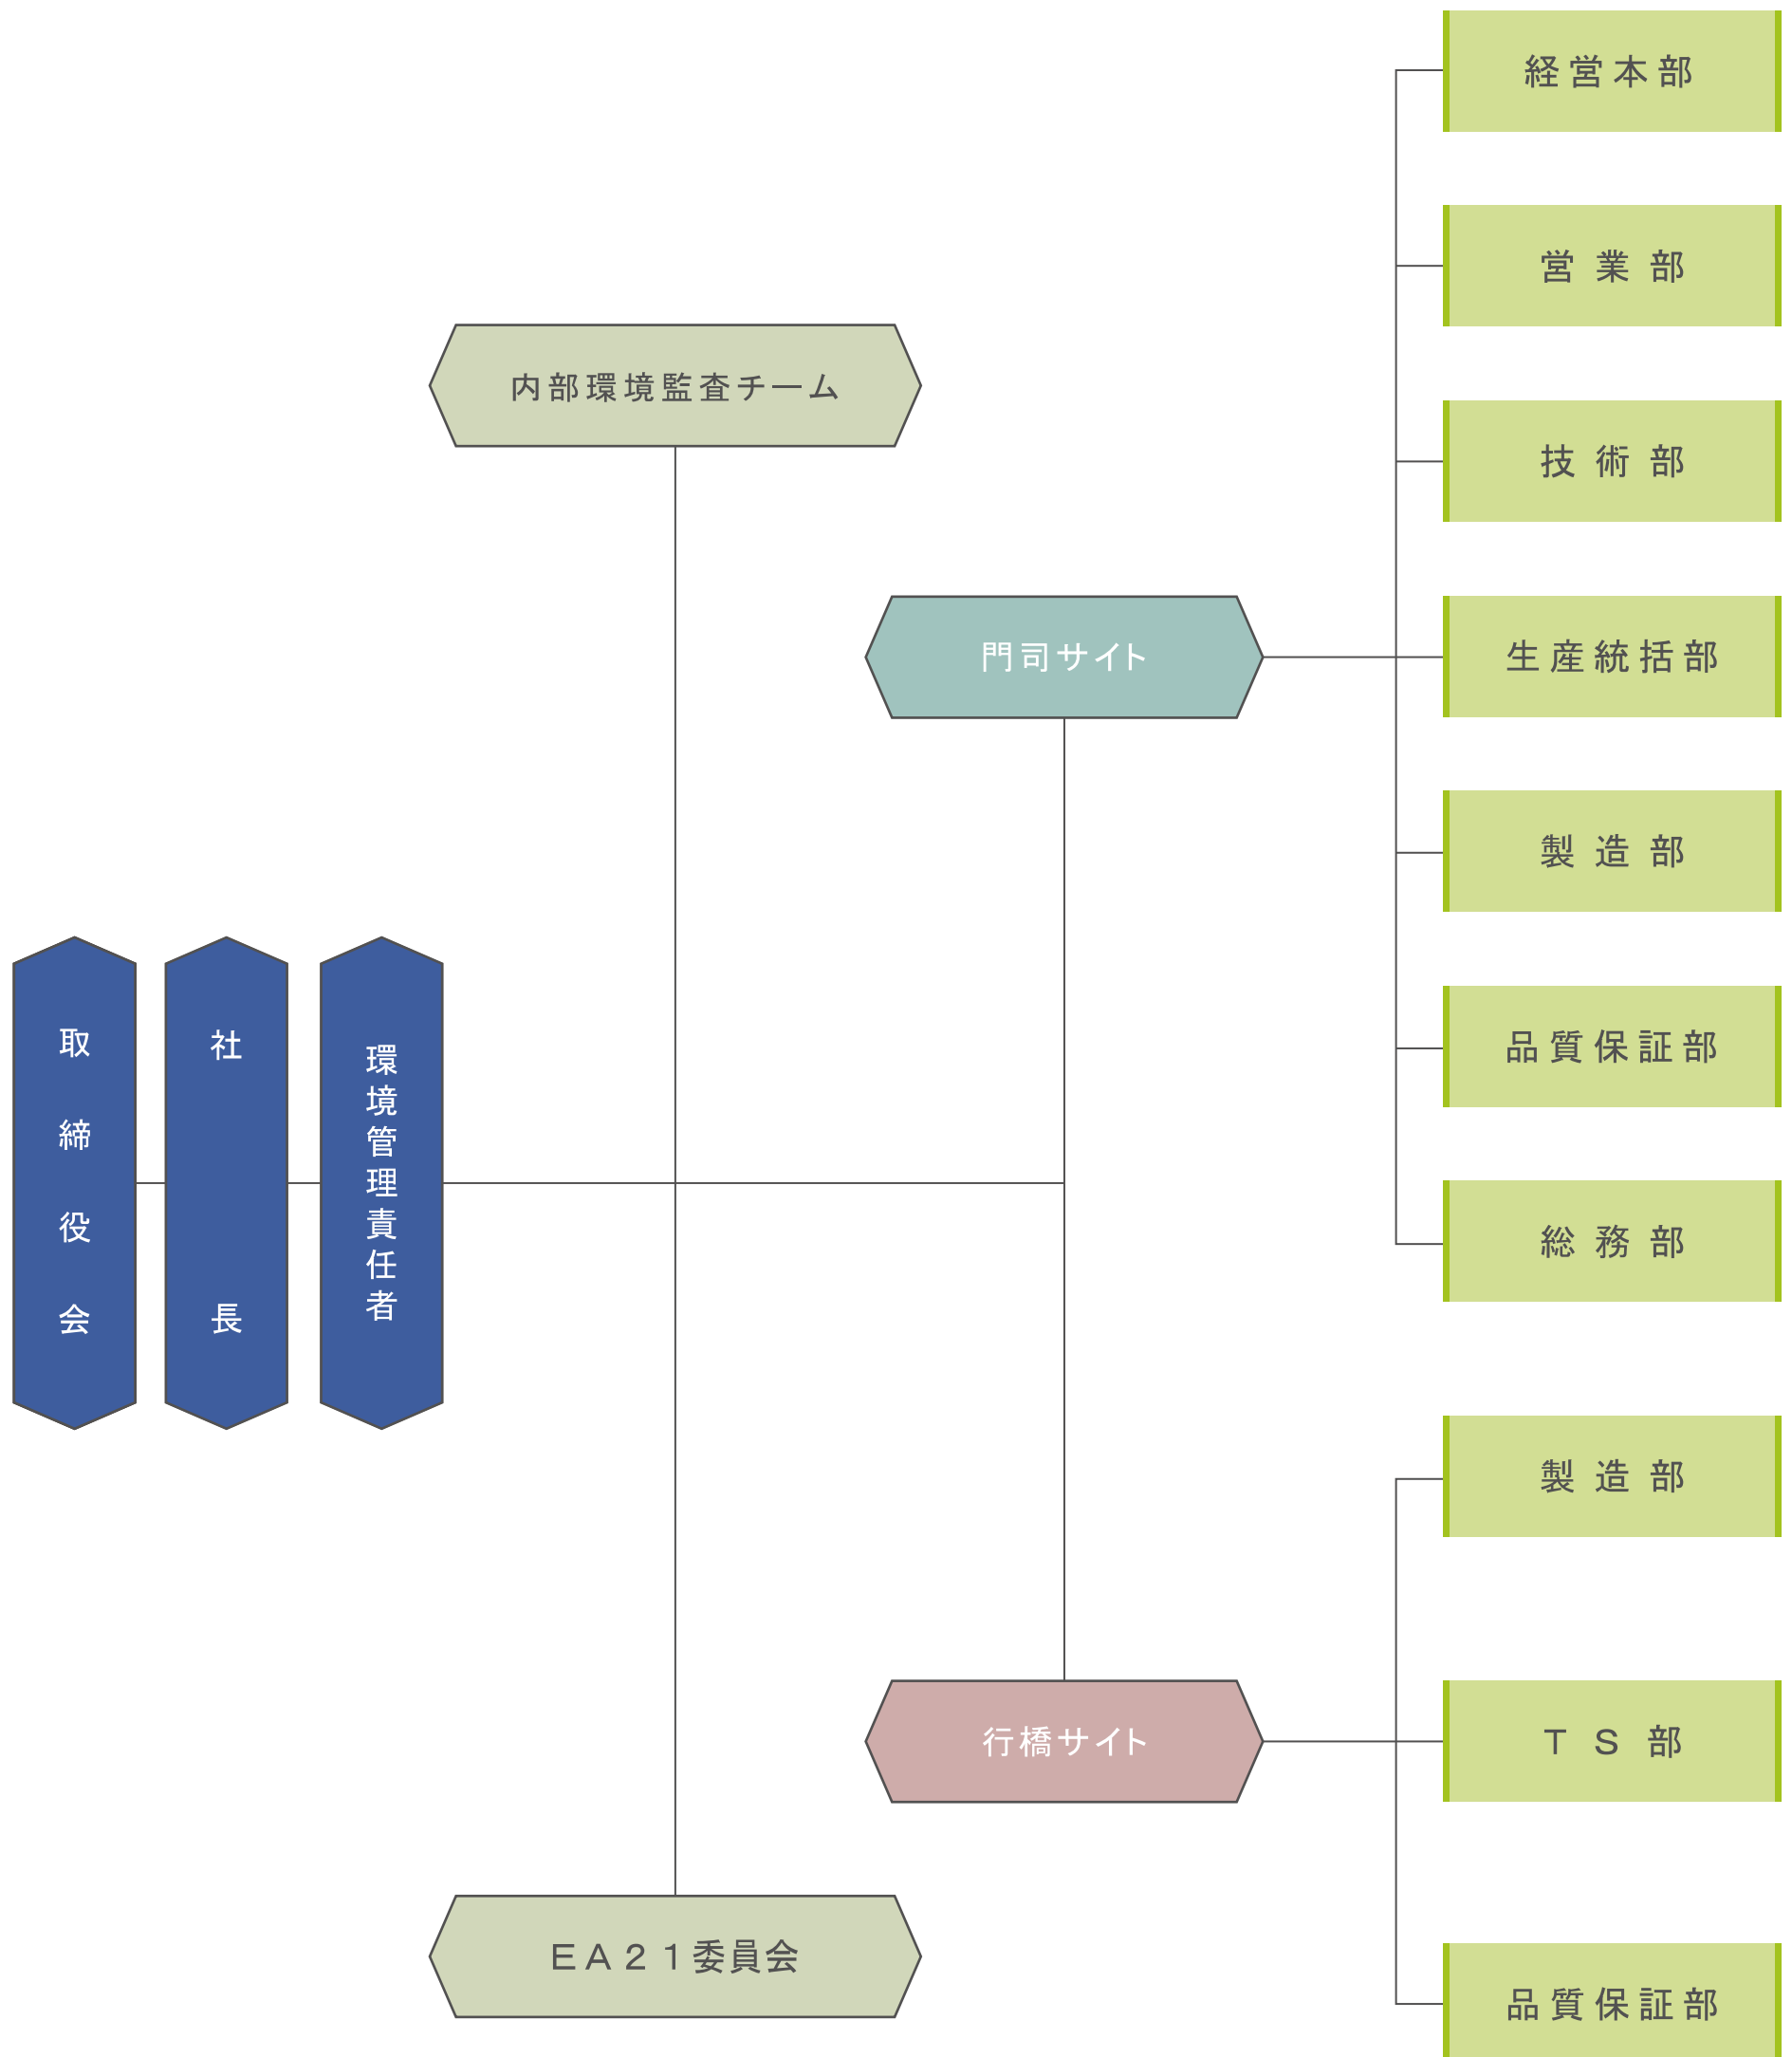 取締役会
社長
環境管理責任者
内部環境監査チーム
EA21委員会
門司サイト
経営本部
営業部
技術部
生産統括部
製造部
品質保証部
総務部
行橋サイト
製造部
TS部
品質保証部